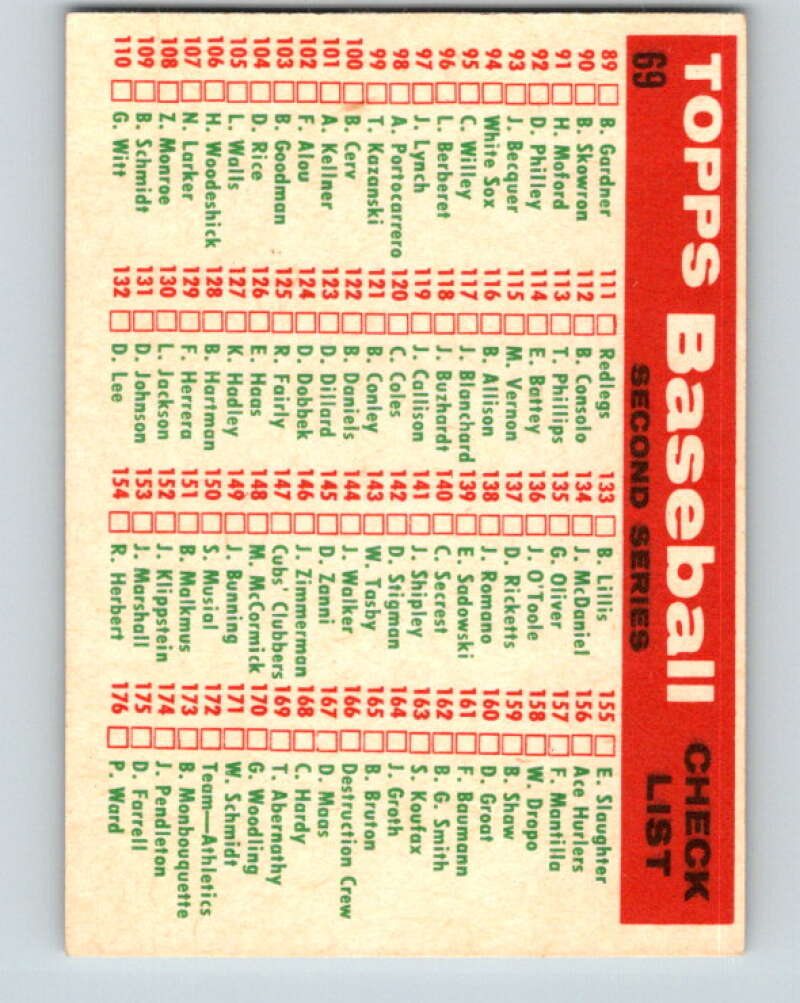 TOPPS Baseball CHECK LIST
69 SECOND SERIES
89 B. Gardner
90 B. Skowron
91 H. Moford
92 D. Philley
93 J. Becquer
94 White Sox
95 C. Willey
96 L. Berberet
97 J. Lynch
98 A. Portocarrero
99 T. Kazanski
100 B. Cerv
101 A. Kellner
102 F. Alou
103 B. Goodman
104 D. Rice
105 L. Walls
106 H. Woodeshick
107 N. Larker
108 Z. Monroe
109 B. Schmidt
110 G. Witt
111 Redlegs
112 B. Consolo
113 T. Phillips
114 E. Battey
115 M. Vernon
116 B. Allison
117 J. Blanchard
118 J. Buzhardt
119 J. Callison
120 C. Coles
121 B. Conley
122 B. Daniels
123 D. Dillard
124 D. Dobbek
125 R. Fairly
126 E. Haas
127 K. Hadley
128 B. Hartman
129 F. Herrera
130 L. Jackson
131 D. Johnson
132 D. Lee
133 B. Lillis
134 J. McDaniel
135 G. Oliver
136 J. O'Toole
137 D. Ricketts
138 J. Romano
139 E. Sadowski
140 C. Secrest
141 J. Shipley
142 D. Stigman
143 W. Tasby
144 J. Walker
145 D. Zanni
146 J. Zimmerman
147 Cubs' Clubbers
148 M. McCormick
149 J. Bunning
150 S. Musial
151 B. Malkmus
152 J. Klippstein
153 J. Marshall
154 R. Herbert
155 E. Slaughter
156 Ace Hurlers
157 F. Mantilla
158 W. Dropo
159 B. Shaw
160 D. Groat
161 F. Baumann
162 B. G. Smith
163 S. Koufax
164 J. Groth
165 B. Bruton
166 Destruction Crew
167 D. Maas
168 C. Hardy
169 T. Abernathy
170 G. Woodling
171 W. Schmidt
172 Team—Athletics
173 B. Monbouquette
174 J. Pendleton
175 D. Farrell
176 P. Ward